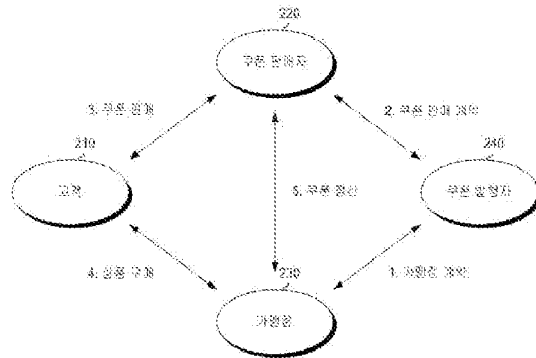 220
쿠폰 판매자
3. 쿠폰 판매
2. 쿠폰 판매 계약
210
고객
240
쿠폰 발행자
5. 쿠폰 정산
4. 상품 구매
230
가맹점
1. 가맹점 계약